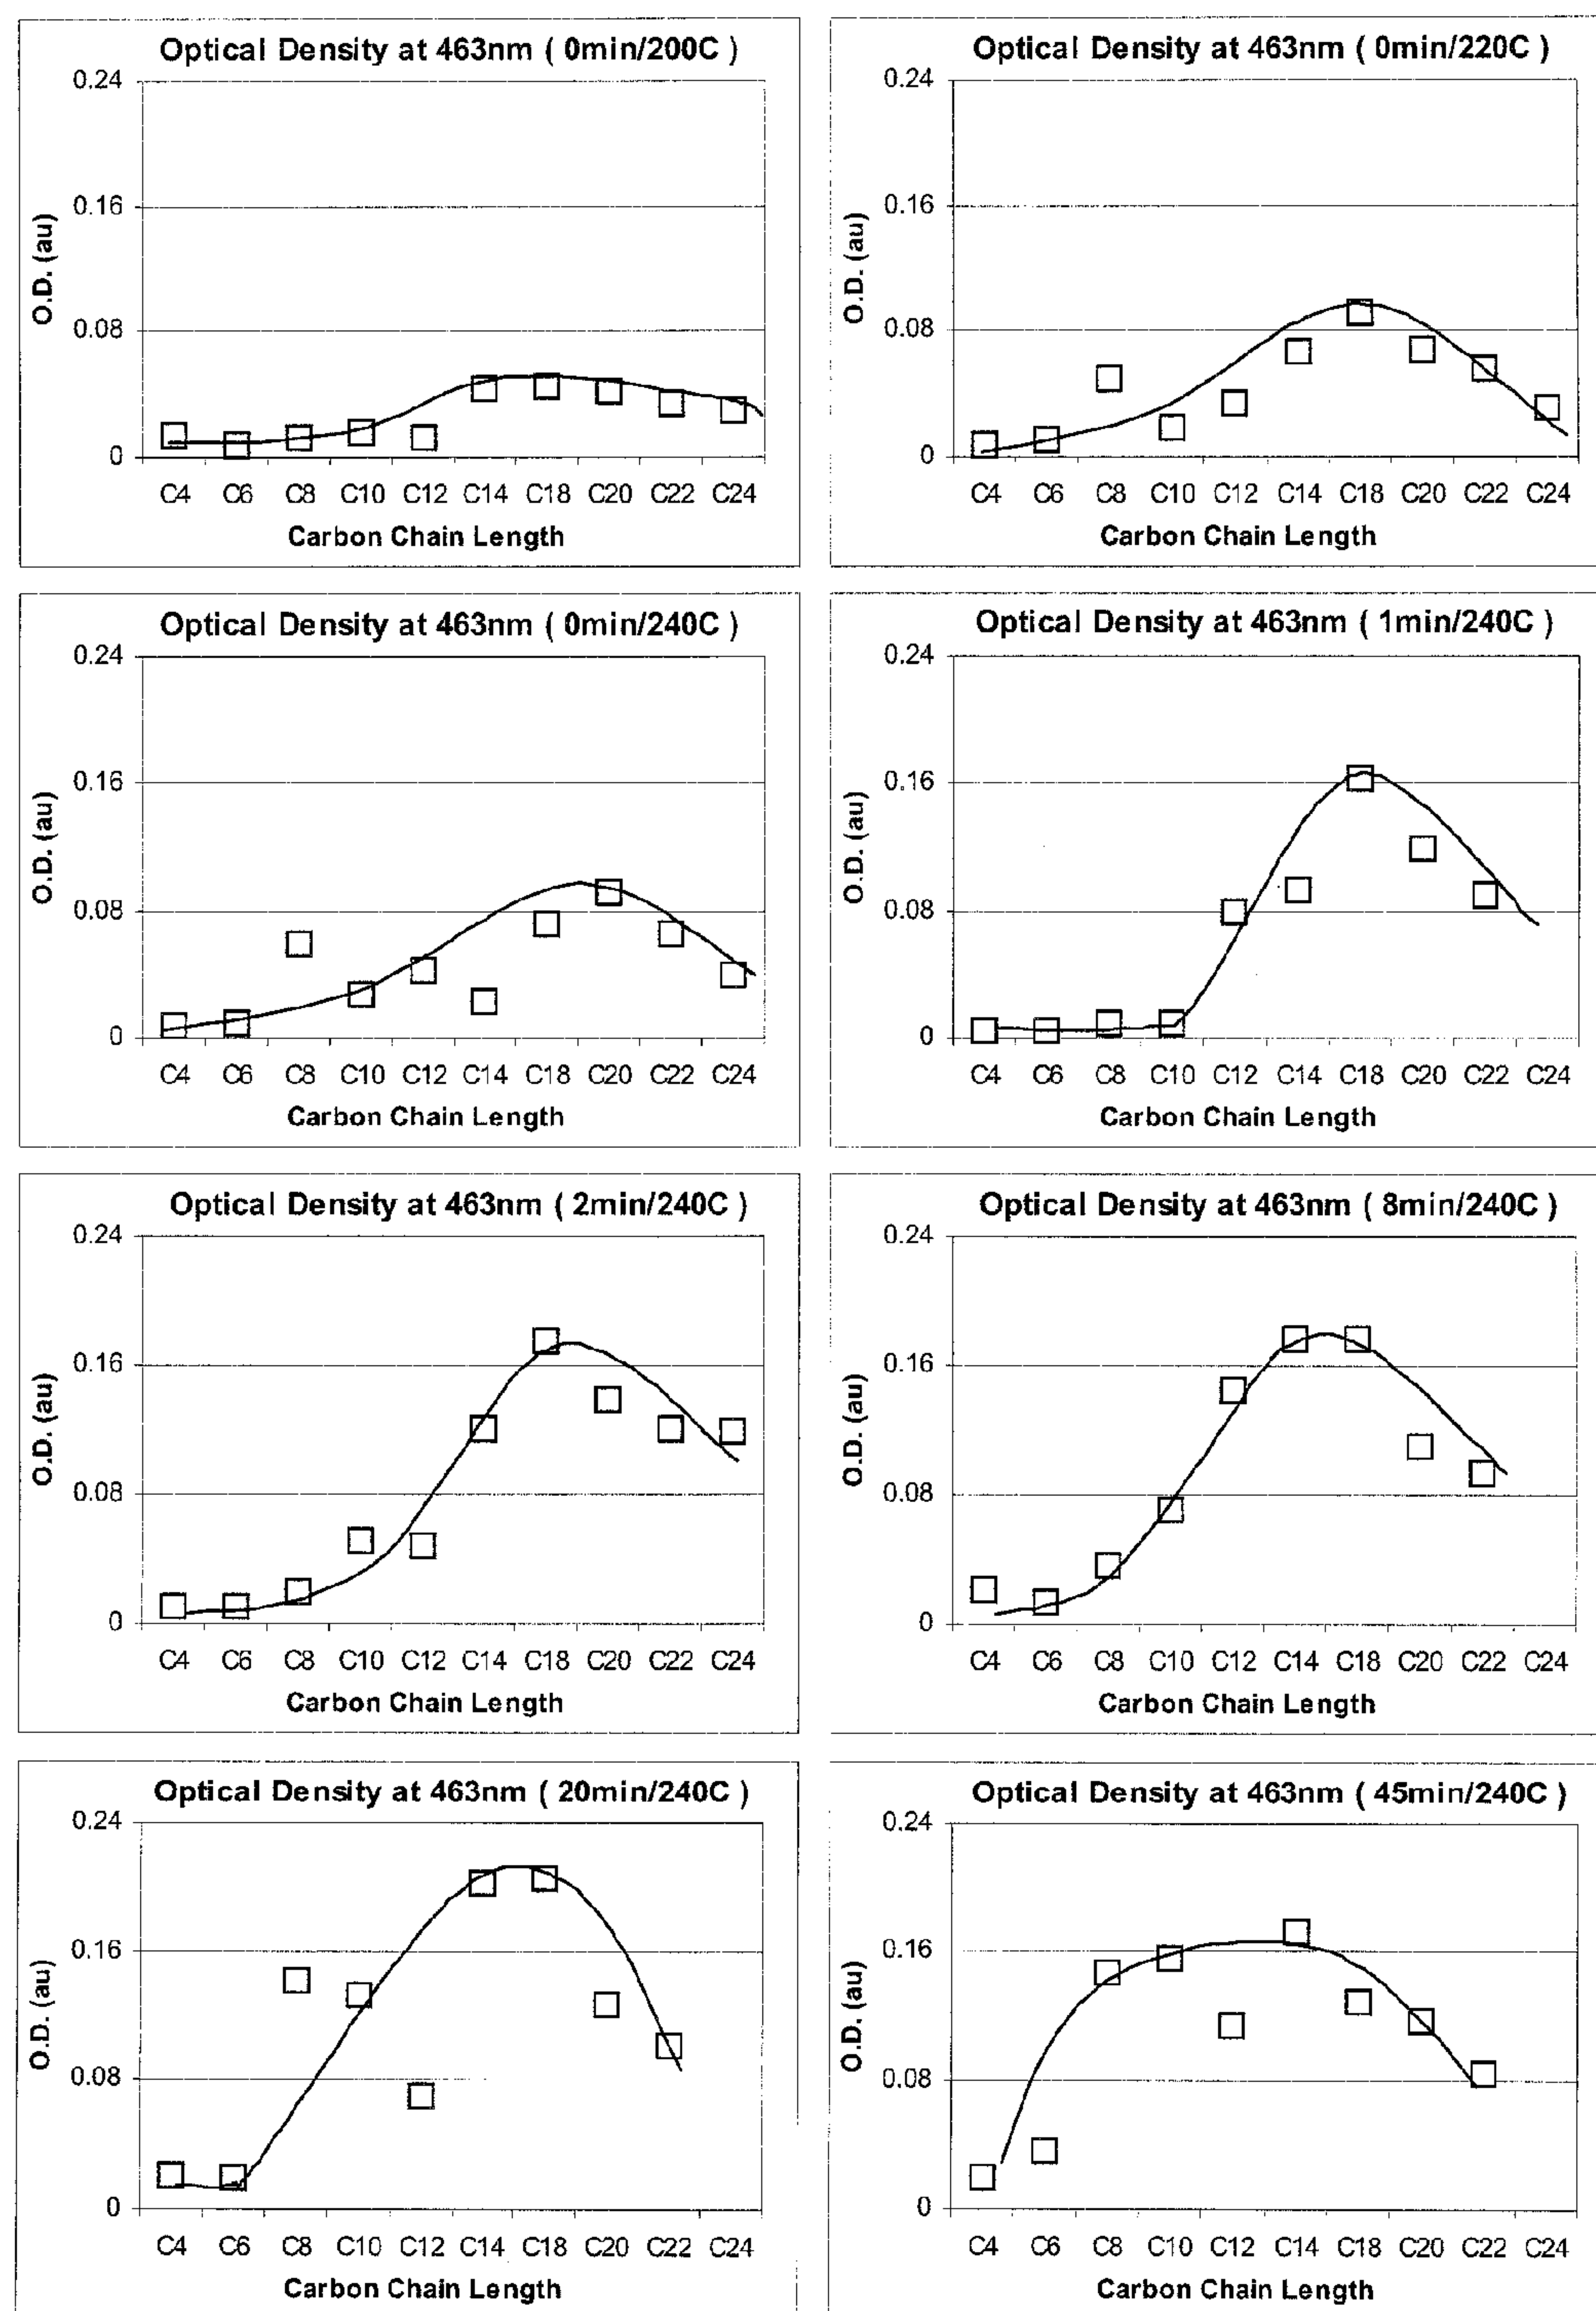 Optical Density at 463nm ( 0min/200C )
0.24
0.16
0.08
0
O.D. (au)
C4 C6 C8 C10 C12 C14 C18 C20 C22 C24
Carbon Chain Length
Optical Density at 463nm ( 0min/220C )
0.24
0.16
0.08
0
O.D. (au)
C4 C6 C8 C10 C12 C14 C18 C20 C22 C24
Carbon Chain Length
Optical Density at 463nm ( 0min/240C )
0.24
0.16
0.08
0
O.D. (au)
C4 C6 C8 C10 C12 C14 C18 C20 C22 C24
Carbon Chain Length
Optical Density at 463nm ( 1min/240C )
0.24
0.16
0.08
0
O.D. (au)
C4 C6 C8 C10 C12 C14 C18 C20 C22 C24
Carbon Chain Length
Optical Density at 463nm ( 2min/240C )
0.24
0.16
0.08
0
O.D. (au)
C4 C6 C8 C10 C12 C14 C18 C20 C22 C24
Carbon Chain Length
Optical Density at 463nm ( 8min/240C )
0.24
0.16
0.08
0
O.D. (au)
C4 C6 C8 C10 C12 C14 C18 C20 C22 C24
Carbon Chain Length
Optical Density at 463nm ( 20min/240C )
0.24
0.16
0.08
0
O.D. (au)
C4 C6 C8 C10 C12 C14 C18 C20 C22 C24
Carbon Chain Length
Optical Density at 463nm ( 45min/240C )
0.24
0.16
0.08
0
O.D. (au)
C4 C6 C8 C10 C12 C14 C18 C20 C22 C24
Carbon Chain Length